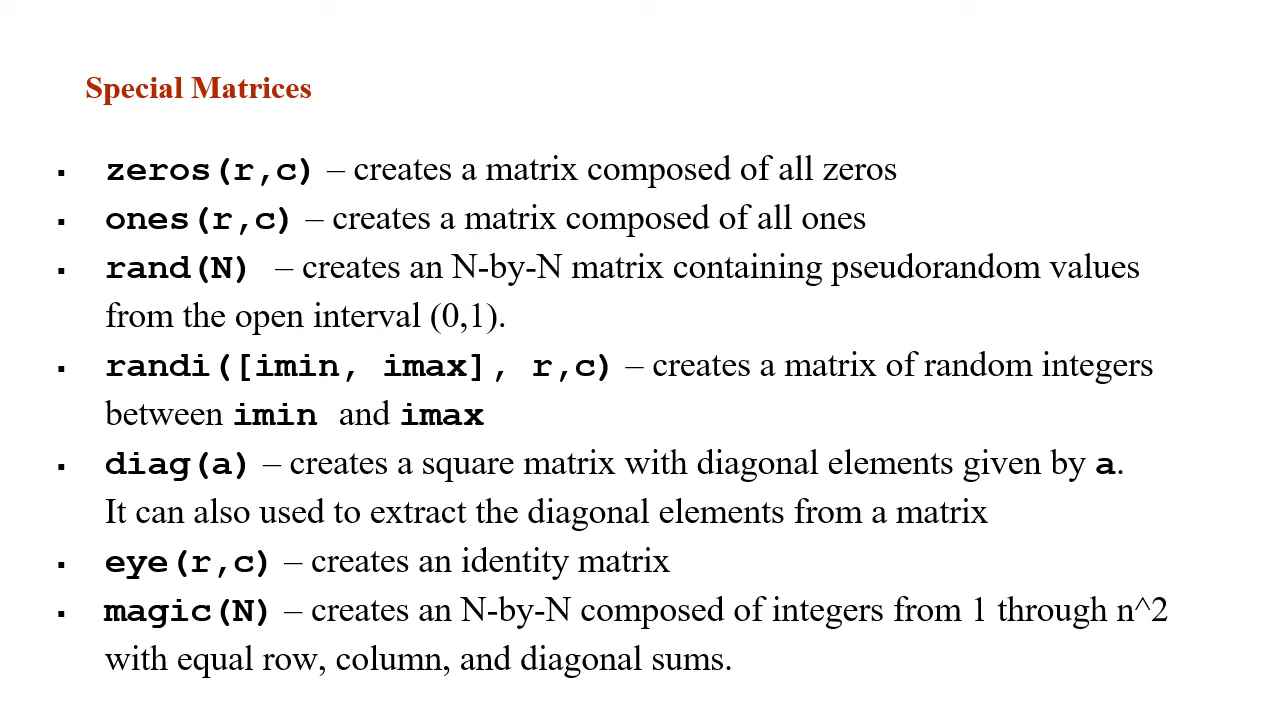 Special Matrices
▪ zeros(r,c) – creates a matrix composed of all zeros
▪ ones(r,c) – creates a matrix composed of all ones
▪ rand(N) – creates an N-by-N matrix containing pseudorandom values
from the open interval (0,1).
▪ randi([imin, imax], r,c) – creates a matrix of random integers
between imin and imax
▪ diag(a) – creates a square matrix with diagonal elements given by a.
It can also used to extract the diagonal elements from a matrix
▪ eye(r,c) – creates an identity matrix
▪ magic(N) – creates an N-by-N composed of integers from 1 through n^2
with equal row, column, and diagonal sums.